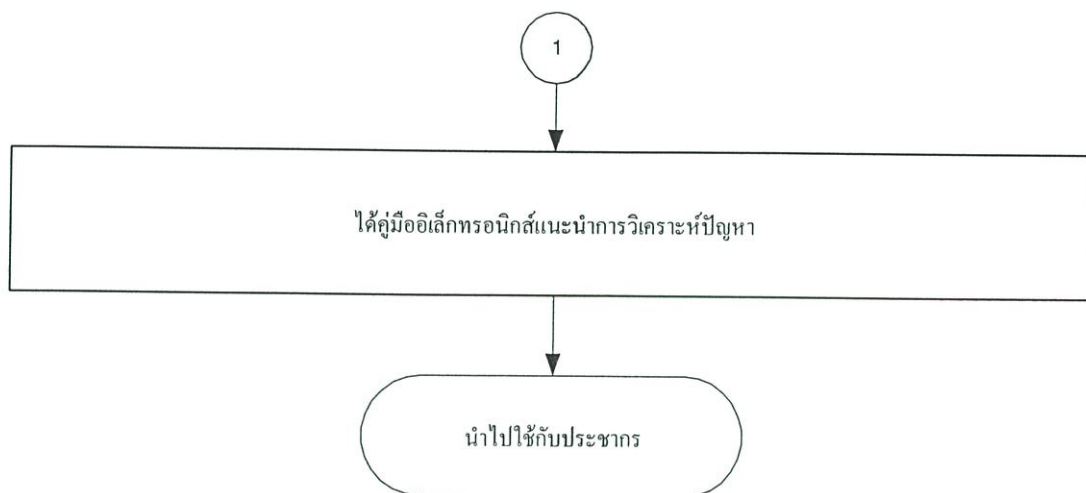 1
ได้คู่มืออิเล็กทรอนิกส์แนะนำการวิเคราะห์ปัญหา
นำไปใช้กับประชากร